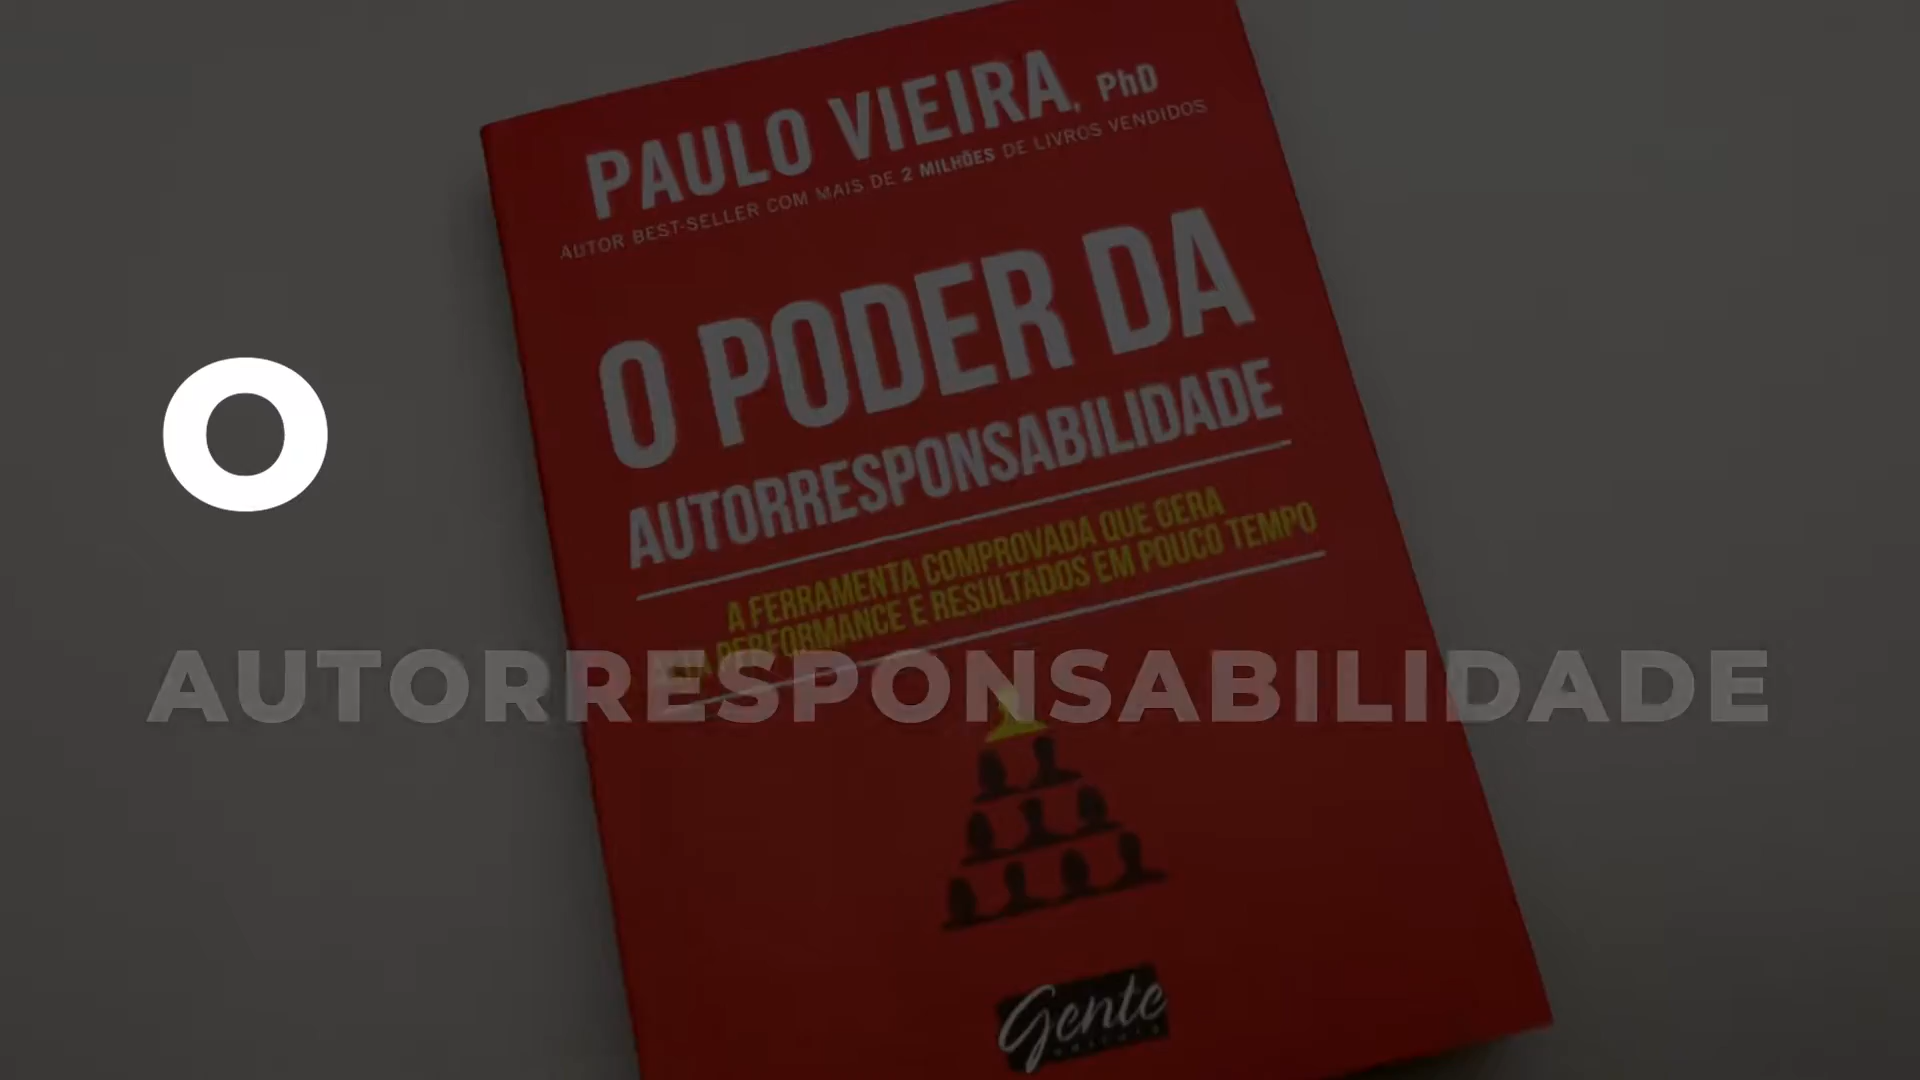 PAULO VIEIRA, PhD
AUTOR BEST-SELLER COM MAIS DE 2 MILHÕES DE LIVROS VENDIDOS
O PODER DA
AUTORRESPONSABILIDADE
A FERRAMENTA COMPROVADA QUE GERA
PERFORMANCE E RESULTADOS EM POUCO TEMPO
O
AUTORRESPONSABILIDADE
Gente